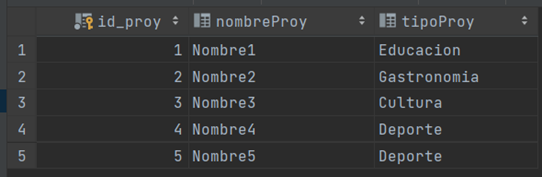 id_proy nombreProy tipoProy
1 1 Nombre1 Educacion
2 2 Nombre2 Gastronomia
3 3 Nombre3 Cultura
4 4 Nombre4 Deporte
5 5 Nombre5 Deporte